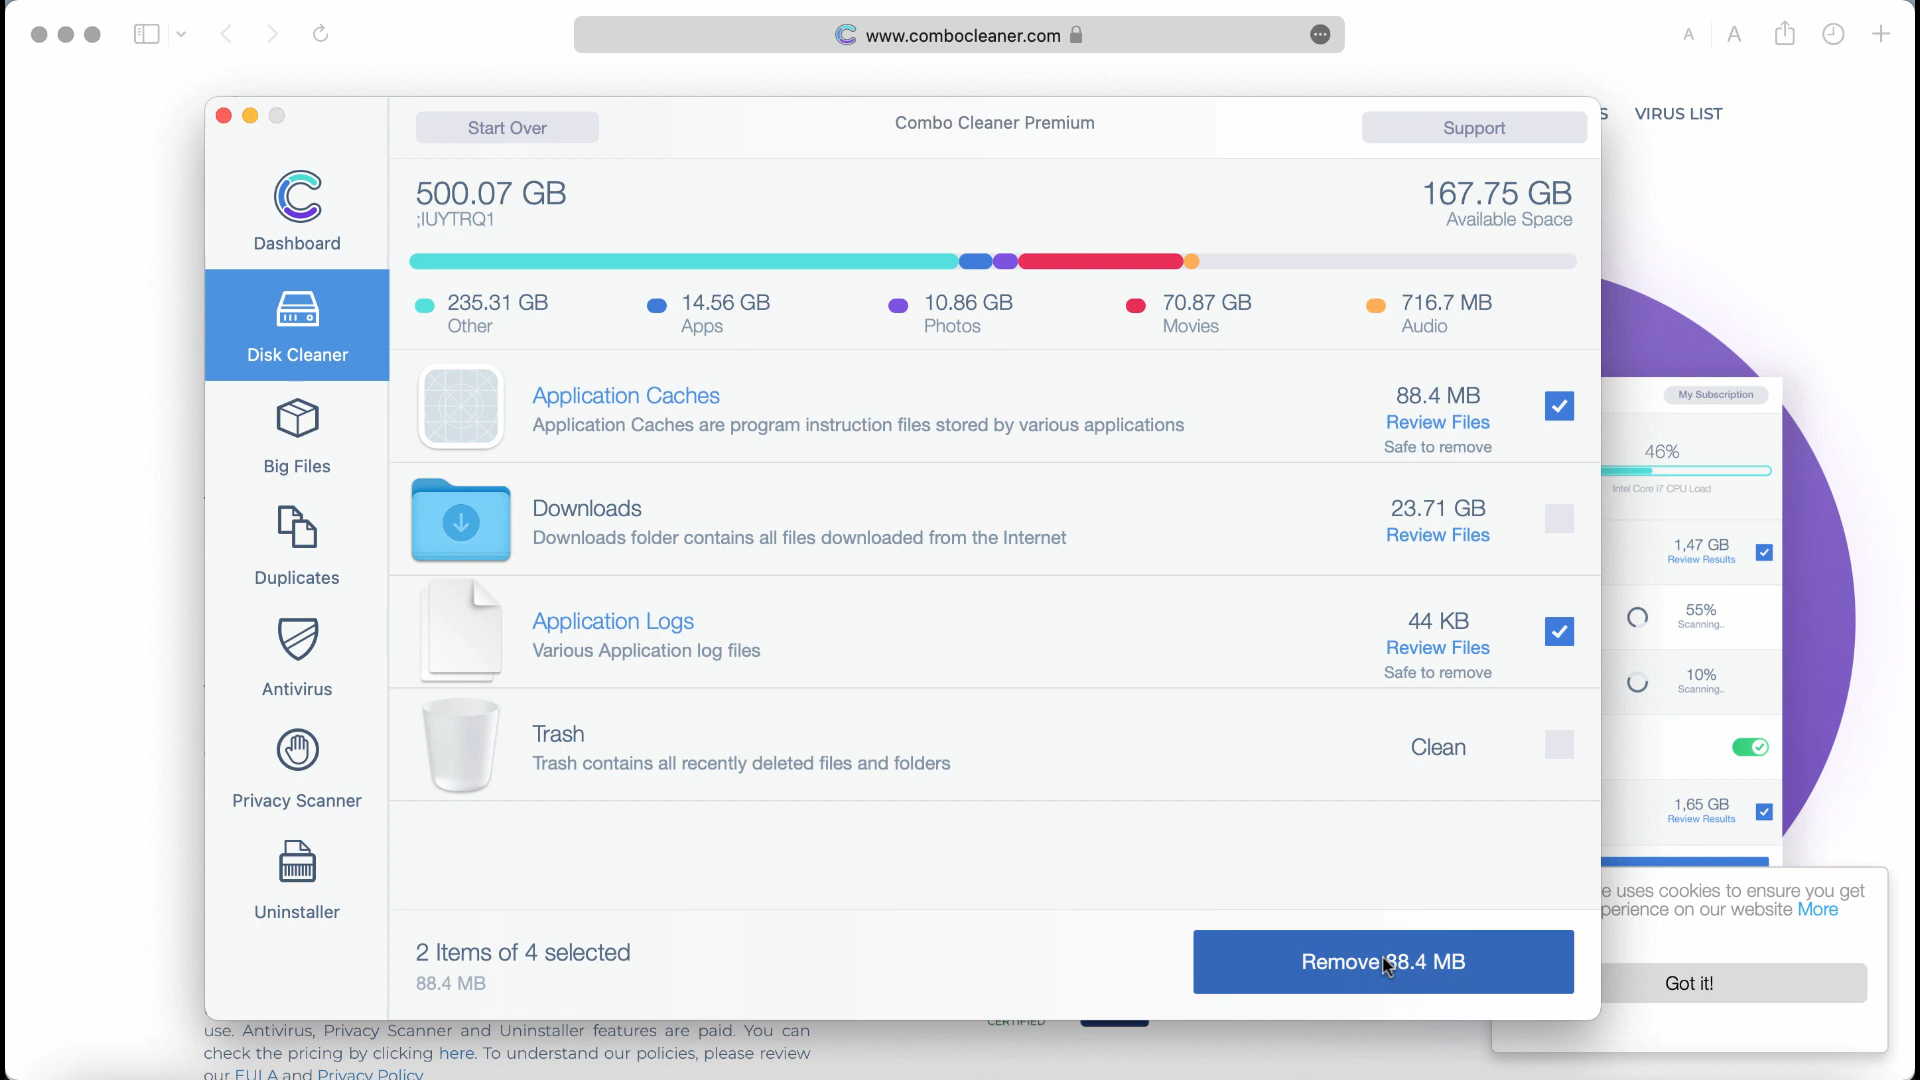 www.combocleaner.com
A A
S VIRUS LIST
Start Over
Combo Cleaner Premium
Support
500.07 GB
;IUYTRQ1
167.75 GB
Available Space
235.31 GB
Other
14.56 GB
Apps
10.86 GB
Photos
70.87 GB
Movies
716.7 MB
Audio
Dashboard
Disk Cleaner
Big Files
Duplicates
Antivirus
Privacy Scanner
Uninstaller
Application Caches
Application Caches are program instruction files stored by various applications
88.4 MB
Review Files
Safe to remove
Downloads
Downloads folder contains all files downloaded from the Internet
23.71 GB
Review Files
Application Logs
Various Application log files
44 KB
Review Files
Safe to remove
Trash
Trash contains all recently deleted files and folders
Clean
2 Items of 4 selected
88.4 MB
Remove 88.4 MB
My Subscription
46%
Intel Core i7 CPU Load
1,47 GB
Review Results
55%
Scanning..
10%
Scanning..
1,65 GB
Review Results
e uses cookies to ensure you get
perience on our website More
Got it!
use. Antivirus, Privacy Scanner and Uninstaller features are paid. You can
check the pricing by clicking here. To understand our policies, please review
our EULA and Privacy Policy
CERTIFIED